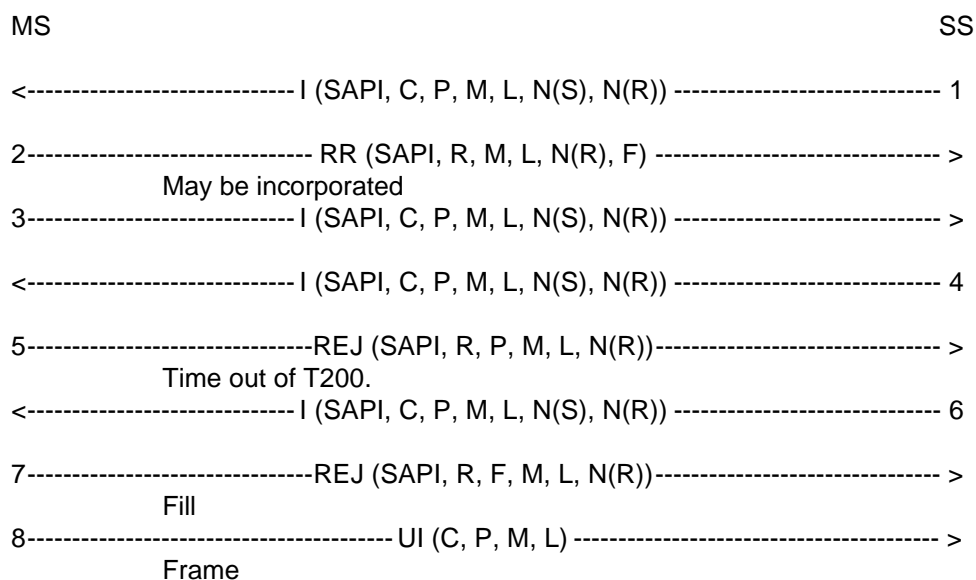 MS SS
<------------------------------ I (SAPI, C, P, M, L, N(S), N(R)) ------------------------------ 1
2-------------------------------- RR (SAPI, R, M, L, N(R), F) -------------------------------- >
May be incorporated
3------------------------------ I (SAPI, C, P, M, L, N(S), N(R)) ------------------------------ >
<------------------------------ I (SAPI, C, P, M, L, N(S), N(R)) ------------------------------ 4
5--------------------------------REJ (SAPI, R, P, M, L, N(R))-------------------------------- >
Time out of T200.
<------------------------------ I (SAPI, C, P, M, L, N(S), N(R)) ------------------------------ 6
7--------------------------------REJ (SAPI, R, F, M, L, N(R))-------------------------------- >
Fill
8----------------------------------------- UI (C, P, M, L) ----------------------------------------- >
Frame